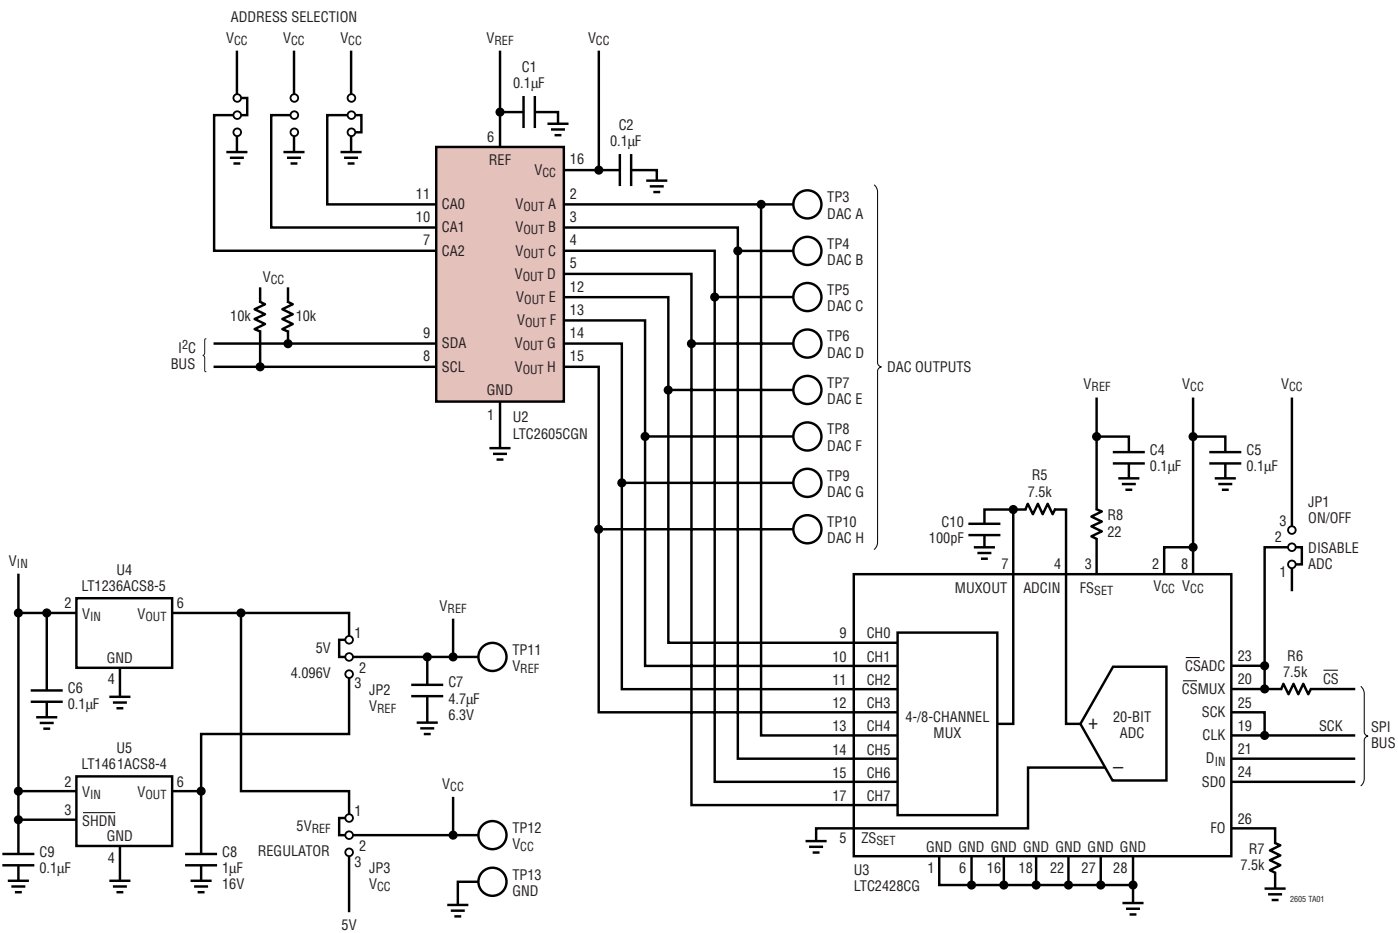 ADDRESS SELECTION
VCC
VCC
VCC
VREF
VCC
C1
0.1µF
C2
0.1µF
6
REF
16
VCC
11
CA0
10
CA1
7
CA2
VOUT A
2
VOUT B
3
VOUT C
4
VOUT D
5
VOUT E
12
VOUT F
13
VOUT G
14
VOUT H
15
VCC
10k
10k
I2C
BUS
9
SDA
8
SCL
GND
1
U2
LTC2605CGN
TP3
DAC A
TP4
DAC B
TP5
DAC C
TP6
DAC D
TP7
DAC E
TP8
DAC F
TP9
DAC G
TP10
DAC H
DAC OUTPUTS
VREF
VCC
VCC
C4
0.1µF
C5
0.1µF
R5
7.5k
C10
100pF
R8
22
JP1
ON/OFF
3
2
1
DISABLE
ADC
7
4
3
2
8
MUXOUT
ADCIN
FSSET
VCC
VCC
9
CH0
10
CH1
11
CH2
12
CH3
13
CH4
14
CH5
15
CH6
17
CH7
4-/8-CHANNEL
MUX
+
–
20-BIT
ADC
CSADC
23
CSMUX
20
SCK
25
CLK
19
DIN
21
SD0
24
R6
7.5k
CS
SCK
SPI
BUS
FO
26
R7
7.5k
5
ZSSET
GND GND GND GND GND GND GND
1
6
16
18
22
27
28
U3
LTC2428CG
2605 TA01
VIN
U4
LT1236ACS8-5
2
VIN
VOUT
6
GND
4
C6
0.1µF
U5
LT1461ACS8-4
2
VIN
VOUT
6
3
SHDN
GND
4
C9
0.1µF
C8
1µF
16V
5V
4.096V
1
2
3
JP2
VREF
VREF
TP11
VREF
C7
4.7µF
6.3V
5VREF
REGULATOR
1
2
3
JP3
VCC
5V
VCC
TP12
VCC
TP13
GND